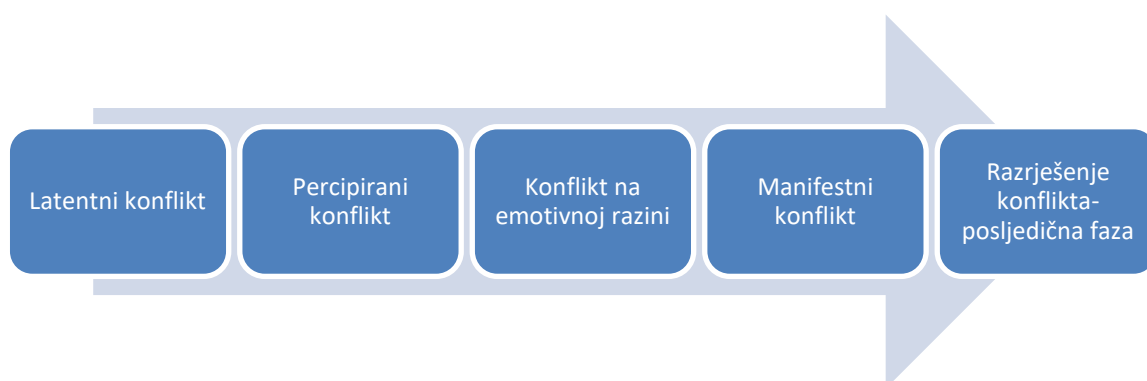 Latentni konflikt
Percipirani
konflikt
Konflikt na
emotivnoj razini
Manifestni
konflikt
Razrješenje
konflikta-
posljedična faza